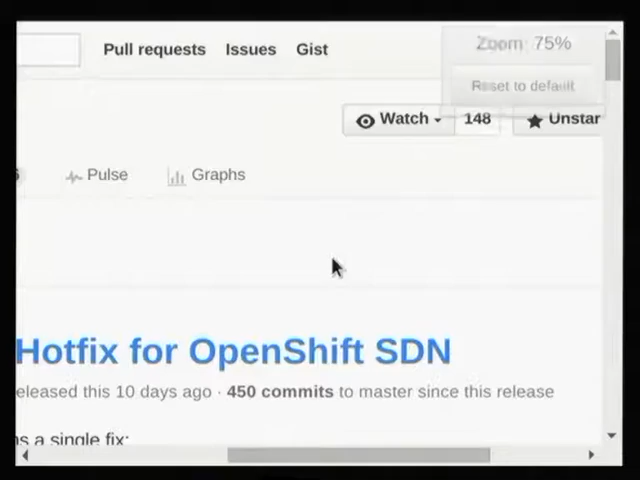 Pull requests Issues Gist
Zoom: 75%
Reset to default
Watch 148 Unstar
Pulse Graphs
Hotfix for OpenShift SDN
eleased this 10 days ago · 450 commits to master since this release
ns a single fix: